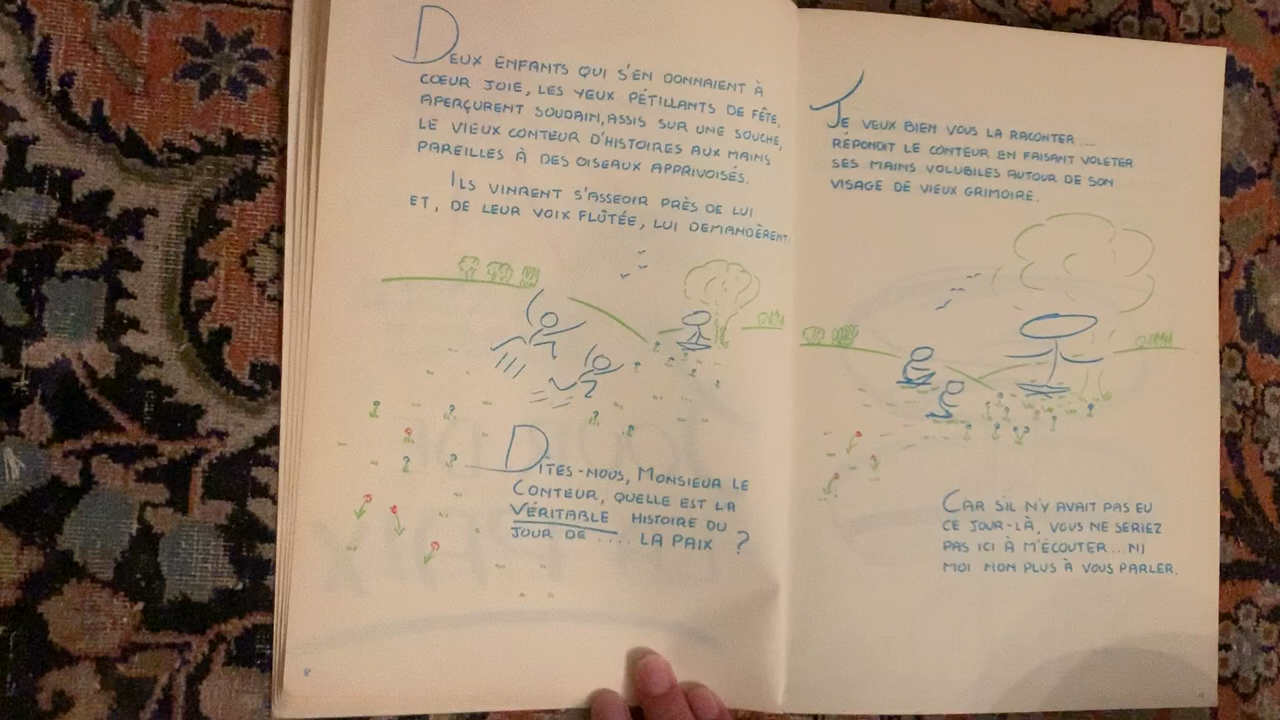 DEUX ENFANTS QUI S'EN DONNAIENT À
CŒUR JOIE, LES YEUX PÉTILLANTS DE FÊTE,
APERÇURENT SOUDAIN, ASSIS SUR UNE SOUCHE,
LE VIEUX CONTEUR D'HISTOIRES AUX MAINS
PAREILLES À DES OISEAUX APPRIVOISÉS.
ILS VINRENT S'ASSEOIR PRÈS DE LUI
ET, DE LEUR VOIX FLÛTÉE, LUI DEMANDÈRENT
DITES-NOUS, MONSIEUR LE
CONTEUR, QUELLE EST LA
VÉRITABLE HISTOIRE DU
JOUR DE .... LA PAIX ?
JE VEUX BIEN VOUS LA RACONTER....
RÉPONDIT LE CONTEUR EN FAISANT VOLETER
SES MAINS VOLUBILES AUTOUR DE SON
VISAGE DE VIEUX GRIMOIRE.
CAR S'IL N'Y AVAIT PAS EU
CE JOUR-LÀ, VOUS NE SERIEZ
PAS ICI À M'ÉCOUTER... NI
MOI NON PLUS À VOUS PARLER.